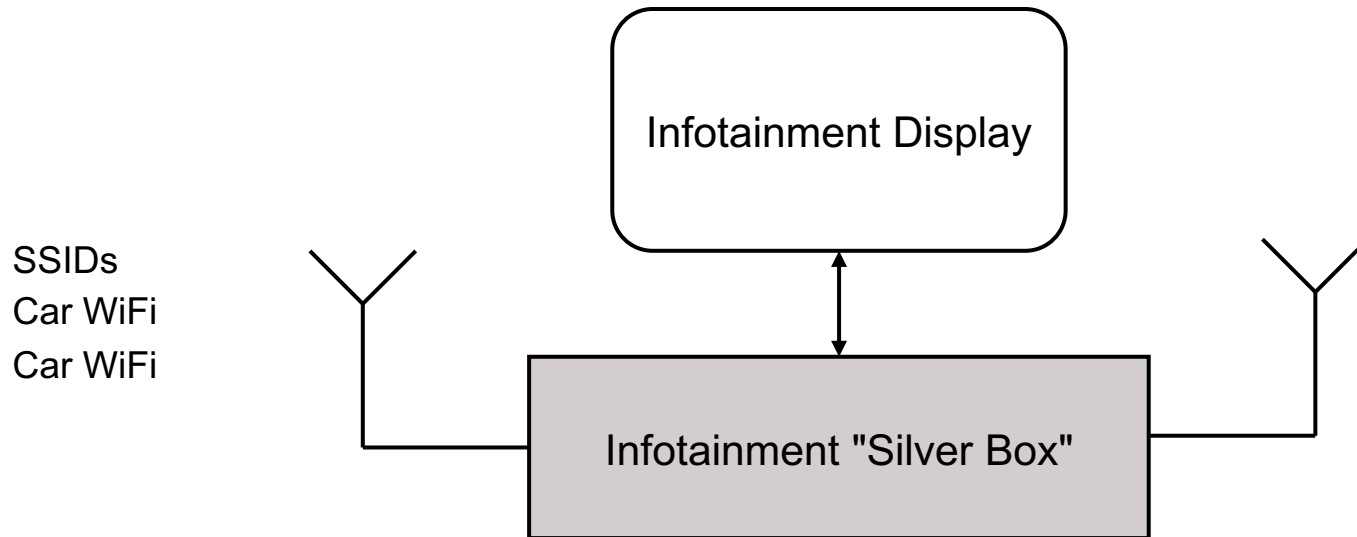 Infotainment Display
SSIDs
Car WiFi
Car WiFi
Infotainment "Silver Box"